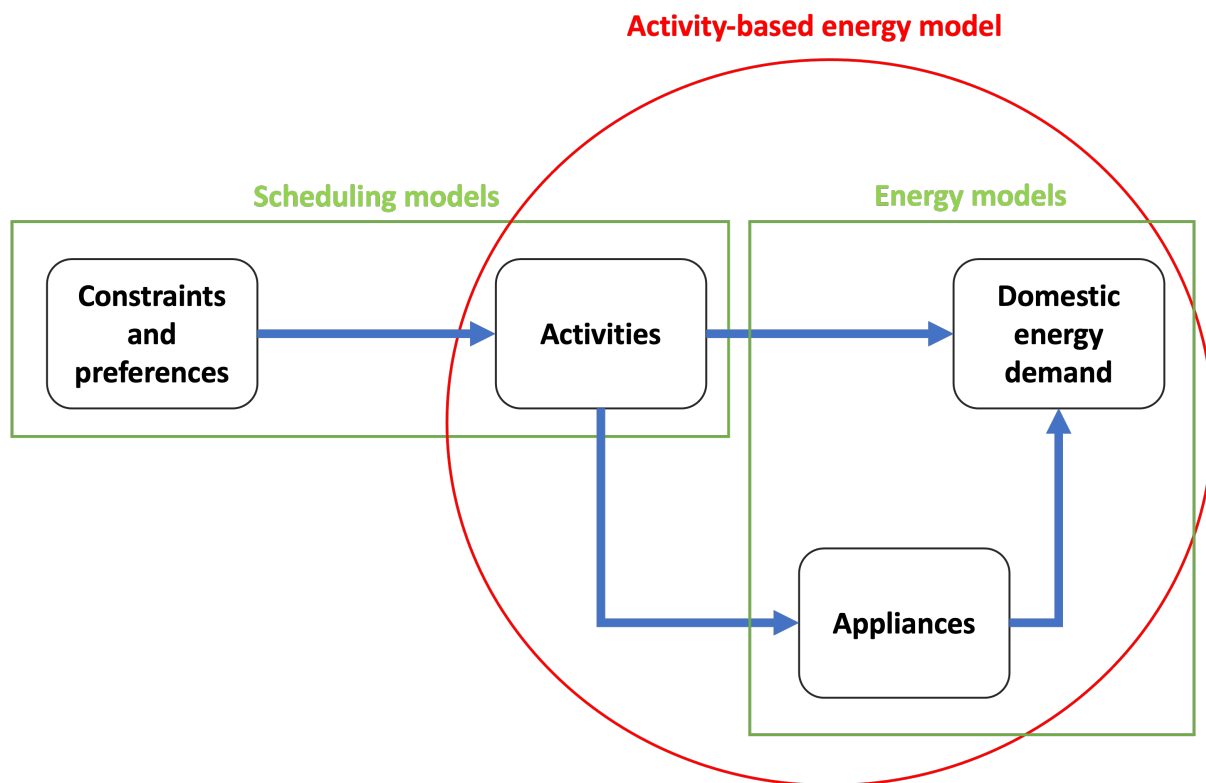 Activity-based energy model
Scheduling models
Energy models
Constraints
and
preferences
Activities
Domestic
energy
demand
Appliances